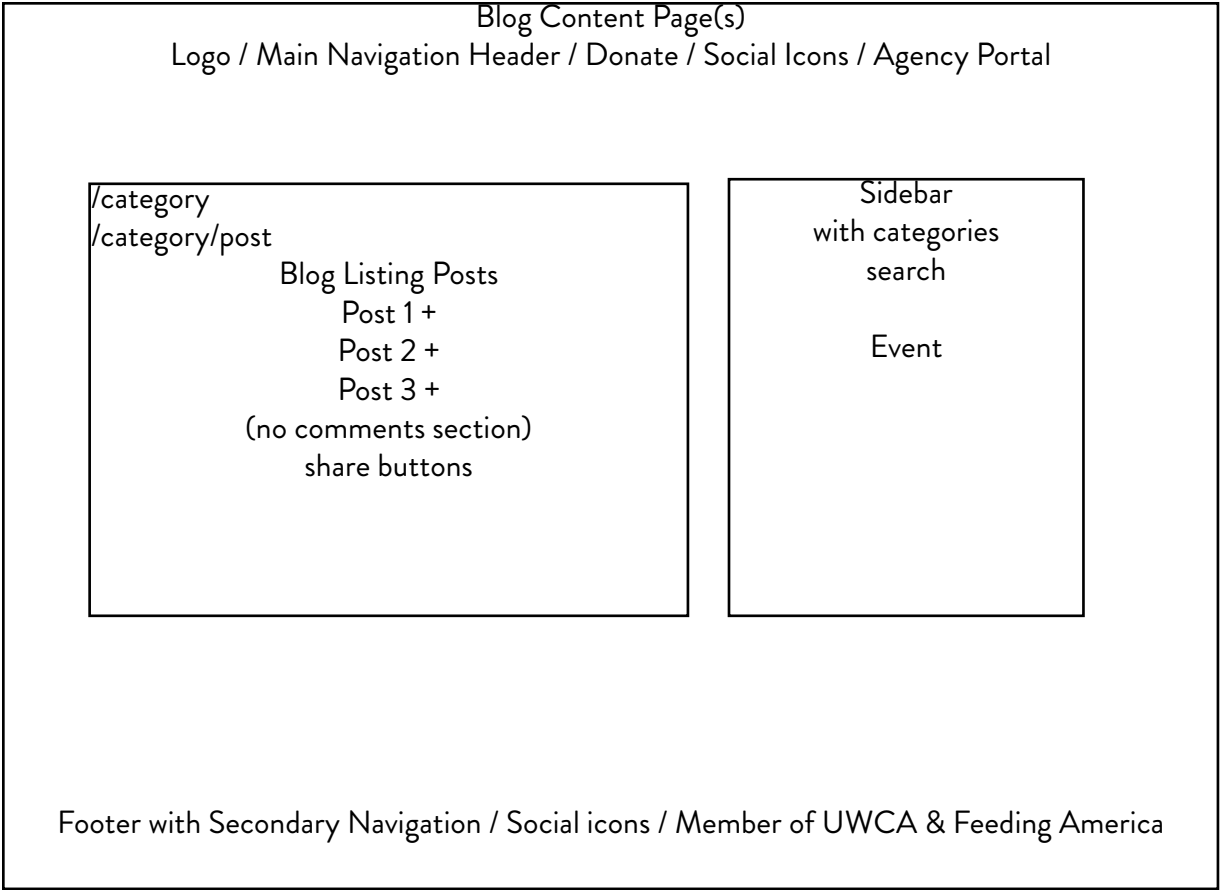 Blog Content Page(s)
Logo / Main Navigation Header / Donate / Social Icons / Agency Portal
/category
/category/post
Blog Listing Posts
Post 1 +
Post 2 +
Post 3 +
(no comments section)
share buttons
Sidebar
with categories
search
Event
Footer with Secondary Navigation / Social icons / Member of UWCA & Feeding America